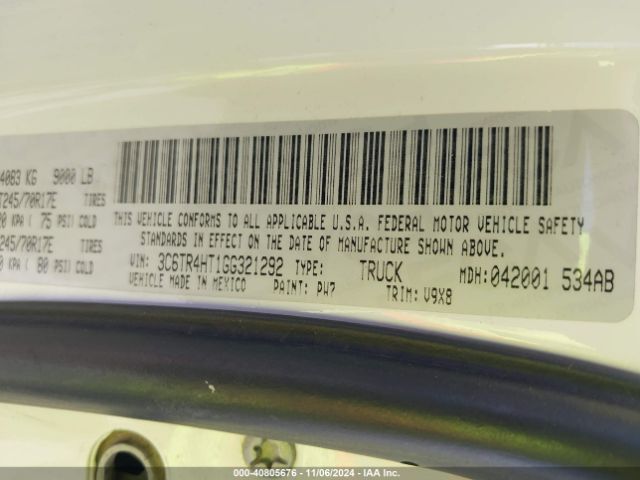 4083 KG 9000 LB
T245/70R17E TIRES
KPA ( 75 PSI) COLD
245/70R17E TIRES
KPA ( 80 PSI) COLD
THIS VEHICLE CONFORMS TO ALL APPLICABLE U.S.A. FEDERAL MOTOR VEHICLE SAFETY
STANDARDS IN EFFECT ON THE DATE OF MANUFACTURE SHOWN ABOVE.
VIN: 3C6TR4HT1GG321292 TYPE: TRUCK MDH: 042001 534AB
VEHICLE MADE IN MEXICO PAINT: PW7 TRIM: V9X8
00-40805676 | 11/06/2024 | IAA Inc.